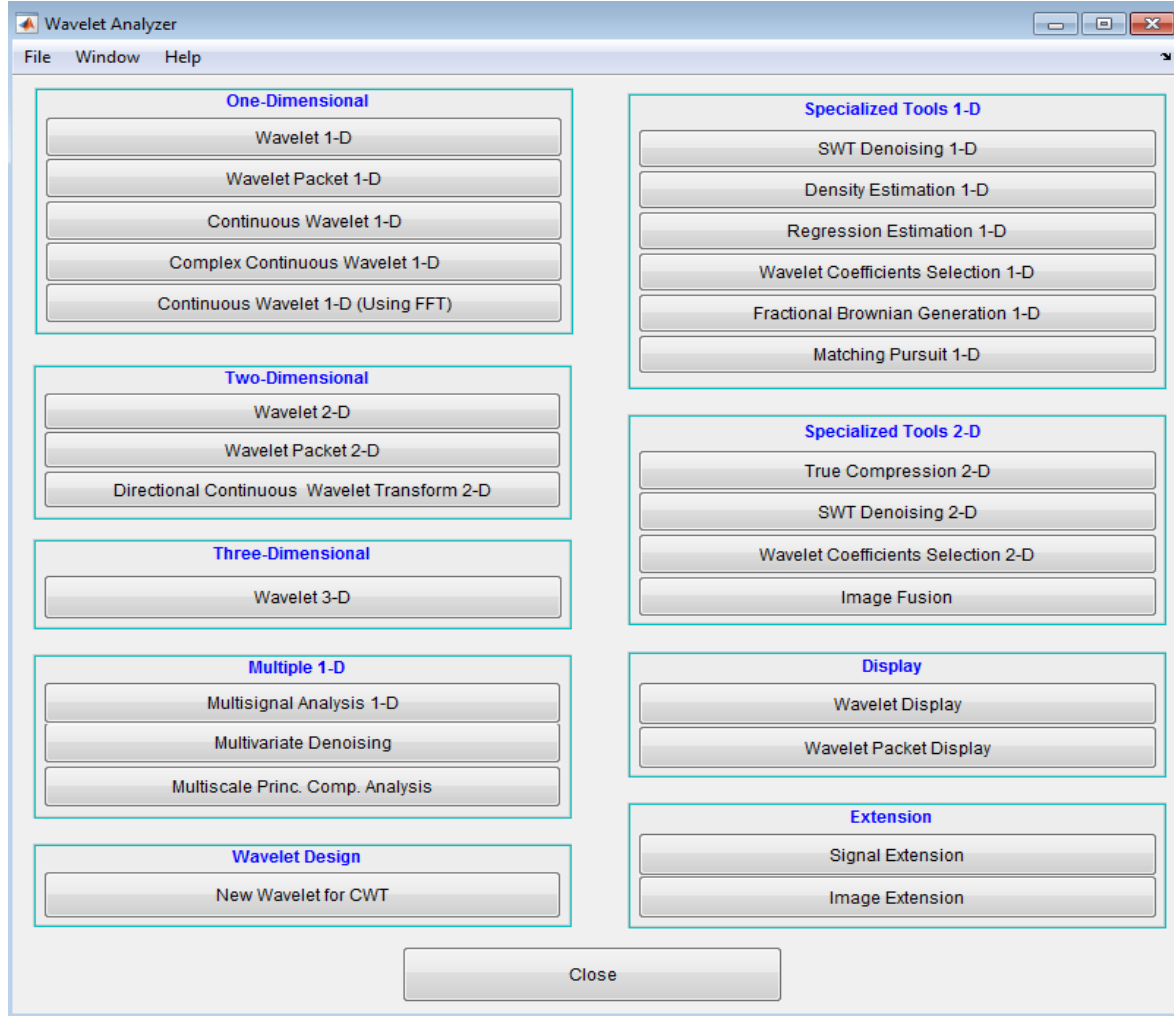 Wavelet Analyzer
File Window Help
One-Dimensional
Wavelet 1-D
Wavelet Packet 1-D
Continuous Wavelet 1-D
Complex Continuous Wavelet 1-D
Continuous Wavelet 1-D (Using FFT)
Two-Dimensional
Wavelet 2-D
Wavelet Packet 2-D
Directional Continuous  Wavelet Transform 2-D
Three-Dimensional
Wavelet 3-D
Multiple 1-D
Multisignal Analysis 1-D
Multivariate Denoising
Multiscale Princ. Comp. Analysis
Wavelet Design
New Wavelet for CWT
Specialized Tools 1-D
SWT Denoising 1-D
Density Estimation 1-D
Regression Estimation 1-D
Wavelet Coefficients Selection 1-D
Fractional Brownian Generation 1-D
Matching Pursuit 1-D
Specialized Tools 2-D
True Compression 2-D
SWT Denoising 2-D
Wavelet Coefficients Selection 2-D
Image Fusion
Display
Wavelet Display
Wavelet Packet Display
Extension
Signal Extension
Image Extension
Close